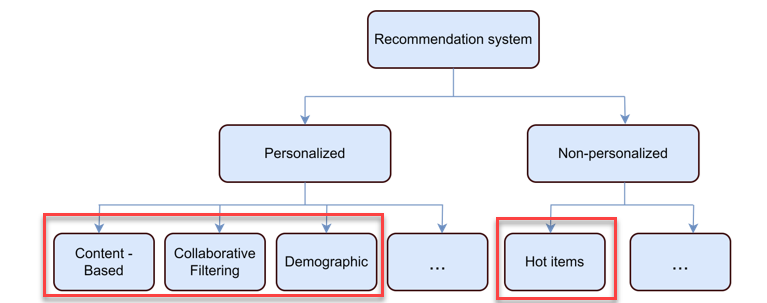 Recommendation system
Personalized
Non-personalized
Content -
Based
Collaborative
Filtering
Demographic
...
Hot items
...